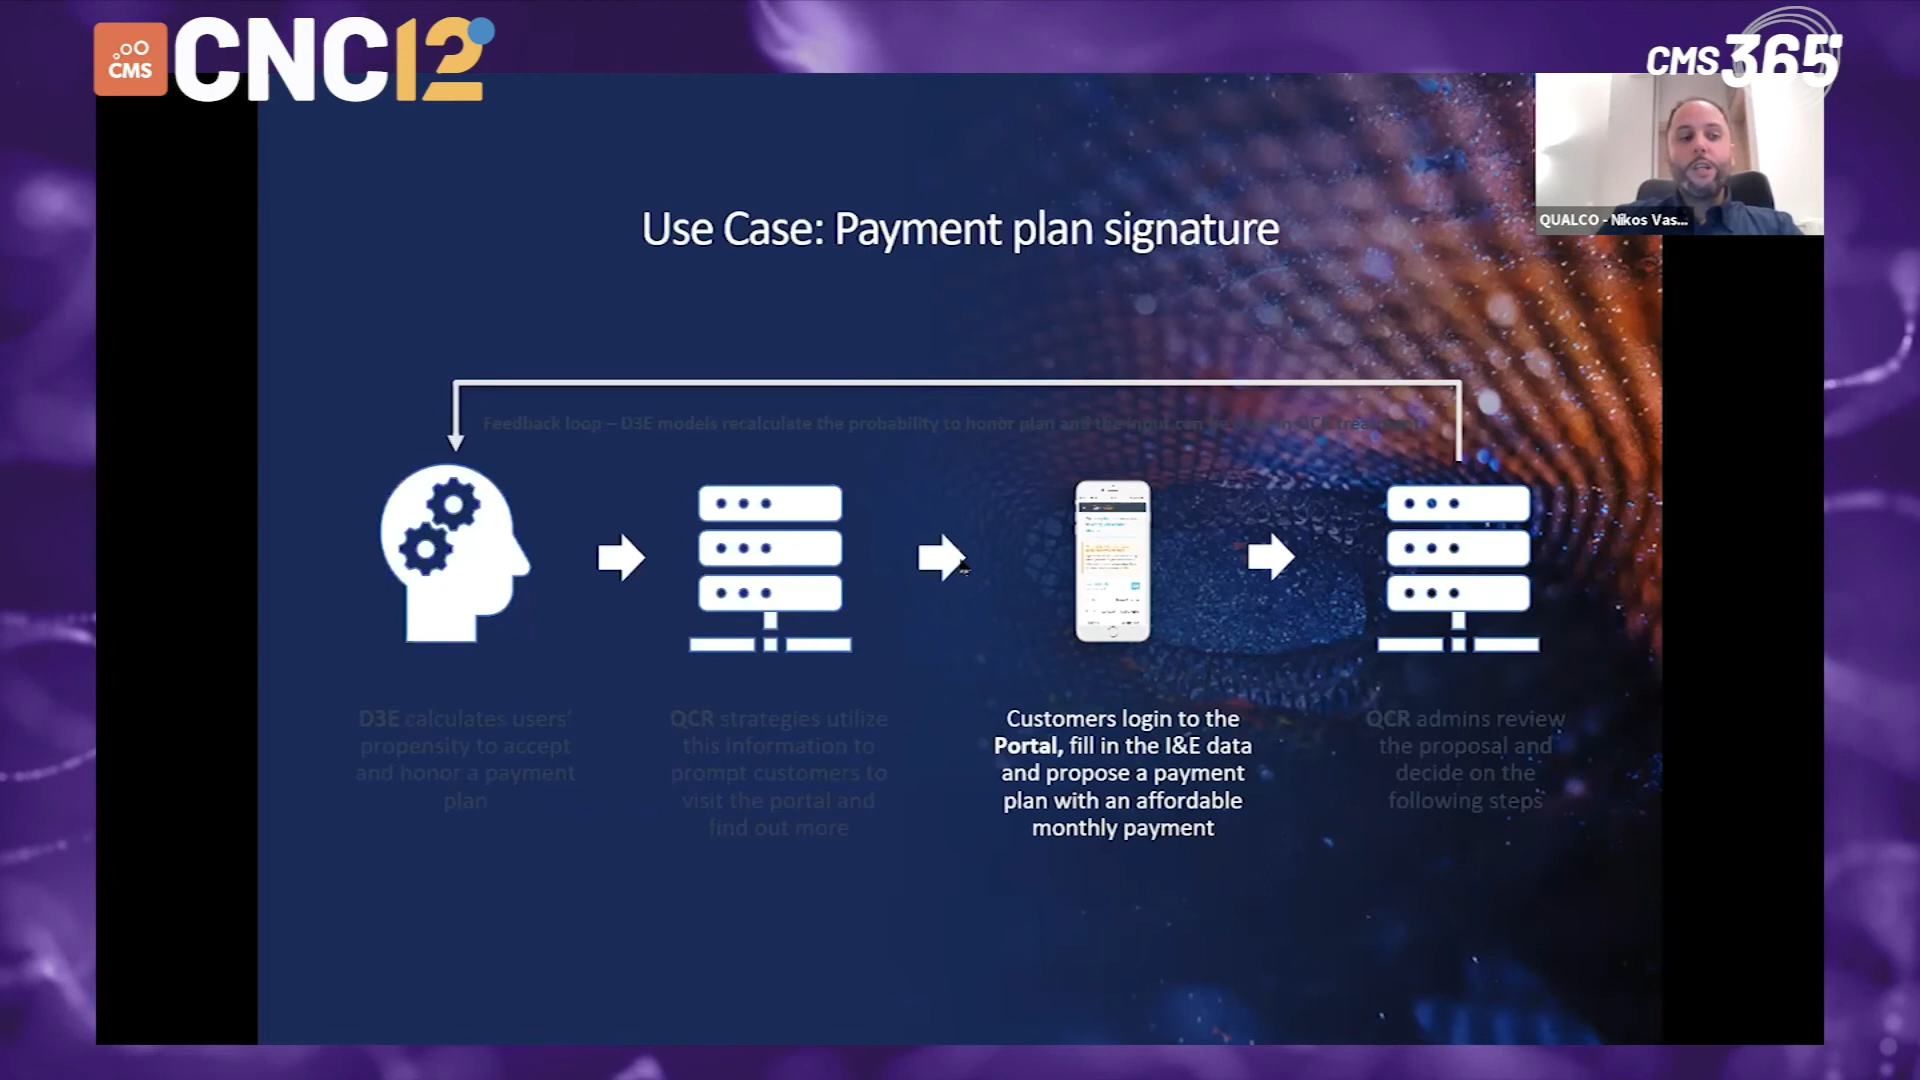 CMS
CNC12
CMS365
QUALCO - Nikos Vas...
Use Case: Payment plan signature
Feedback loop – D3E models recalculate the probability to honor plan and the input can
D3E calculates users'
propensity to accept
and honor a payment
plan
QCR strategies utilize
this information to
prompt customers to
visit the portal and
find out more
Customers login to the
Portal, fill in the I&E data
and propose a payment
plan with an affordable
monthly payment
QCR admins review
the proposal and
decide on the
following steps